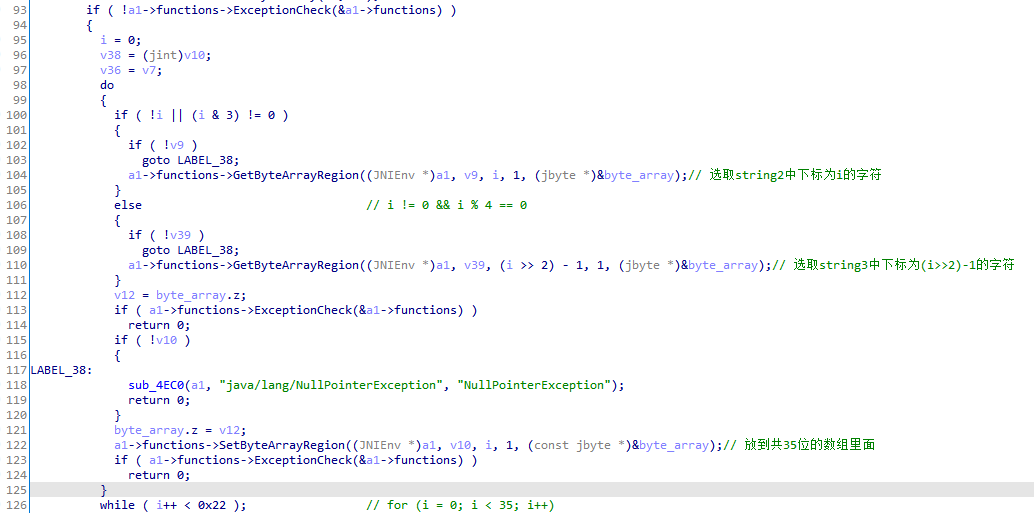 93 if ( !a1->functions->ExceptionCheck(&a1->functions) )
94 {
95 i = 0;
96 v38 = (jint)v10;
97 v36 = v7;
98 do
99 {
100 if ( !i || (i & 3) != 0 )
101 {
102 if ( !v9 )
103 goto LABEL_38;
104 a1->functions->GetByteArrayRegion((JNIEnv *)a1, v9, i, 1, (jbyte *)&byte_array);// 选取string2中下标为i的字符
105 }
106 else // i != 0 && i % 4 == 0
107 {
108 if ( !v39 )
109 goto LABEL_38;
110 a1->functions->GetByteArrayRegion((JNIEnv *)a1, v39, (i >> 2) - 1, 1, (jbyte *)&byte_array);// 选取string3中下标为(i>>2)-1的字符
111 }
112 v12 = byte_array.z;
113 if ( a1->functions->ExceptionCheck(&a1->functions) )
114 return 0;
115 if ( !v10 )
116 {
117 LABEL_38:
118 sub_4EC0(a1, "java/lang/NullPointerException", "NullPointerException");
119 return 0;
120 }
121 byte_array.z = v12;
122 a1->functions->SetByteArrayRegion((JNIEnv *)a1, v10, i, 1, (const jbyte *)&byte_array);// 放到共35位的数组里面
123 if ( a1->functions->ExceptionCheck(&a1->functions) )
124 return 0;
125 }
126 while ( i++ < 0x22 ); // for (i = 0; i < 35; i++)